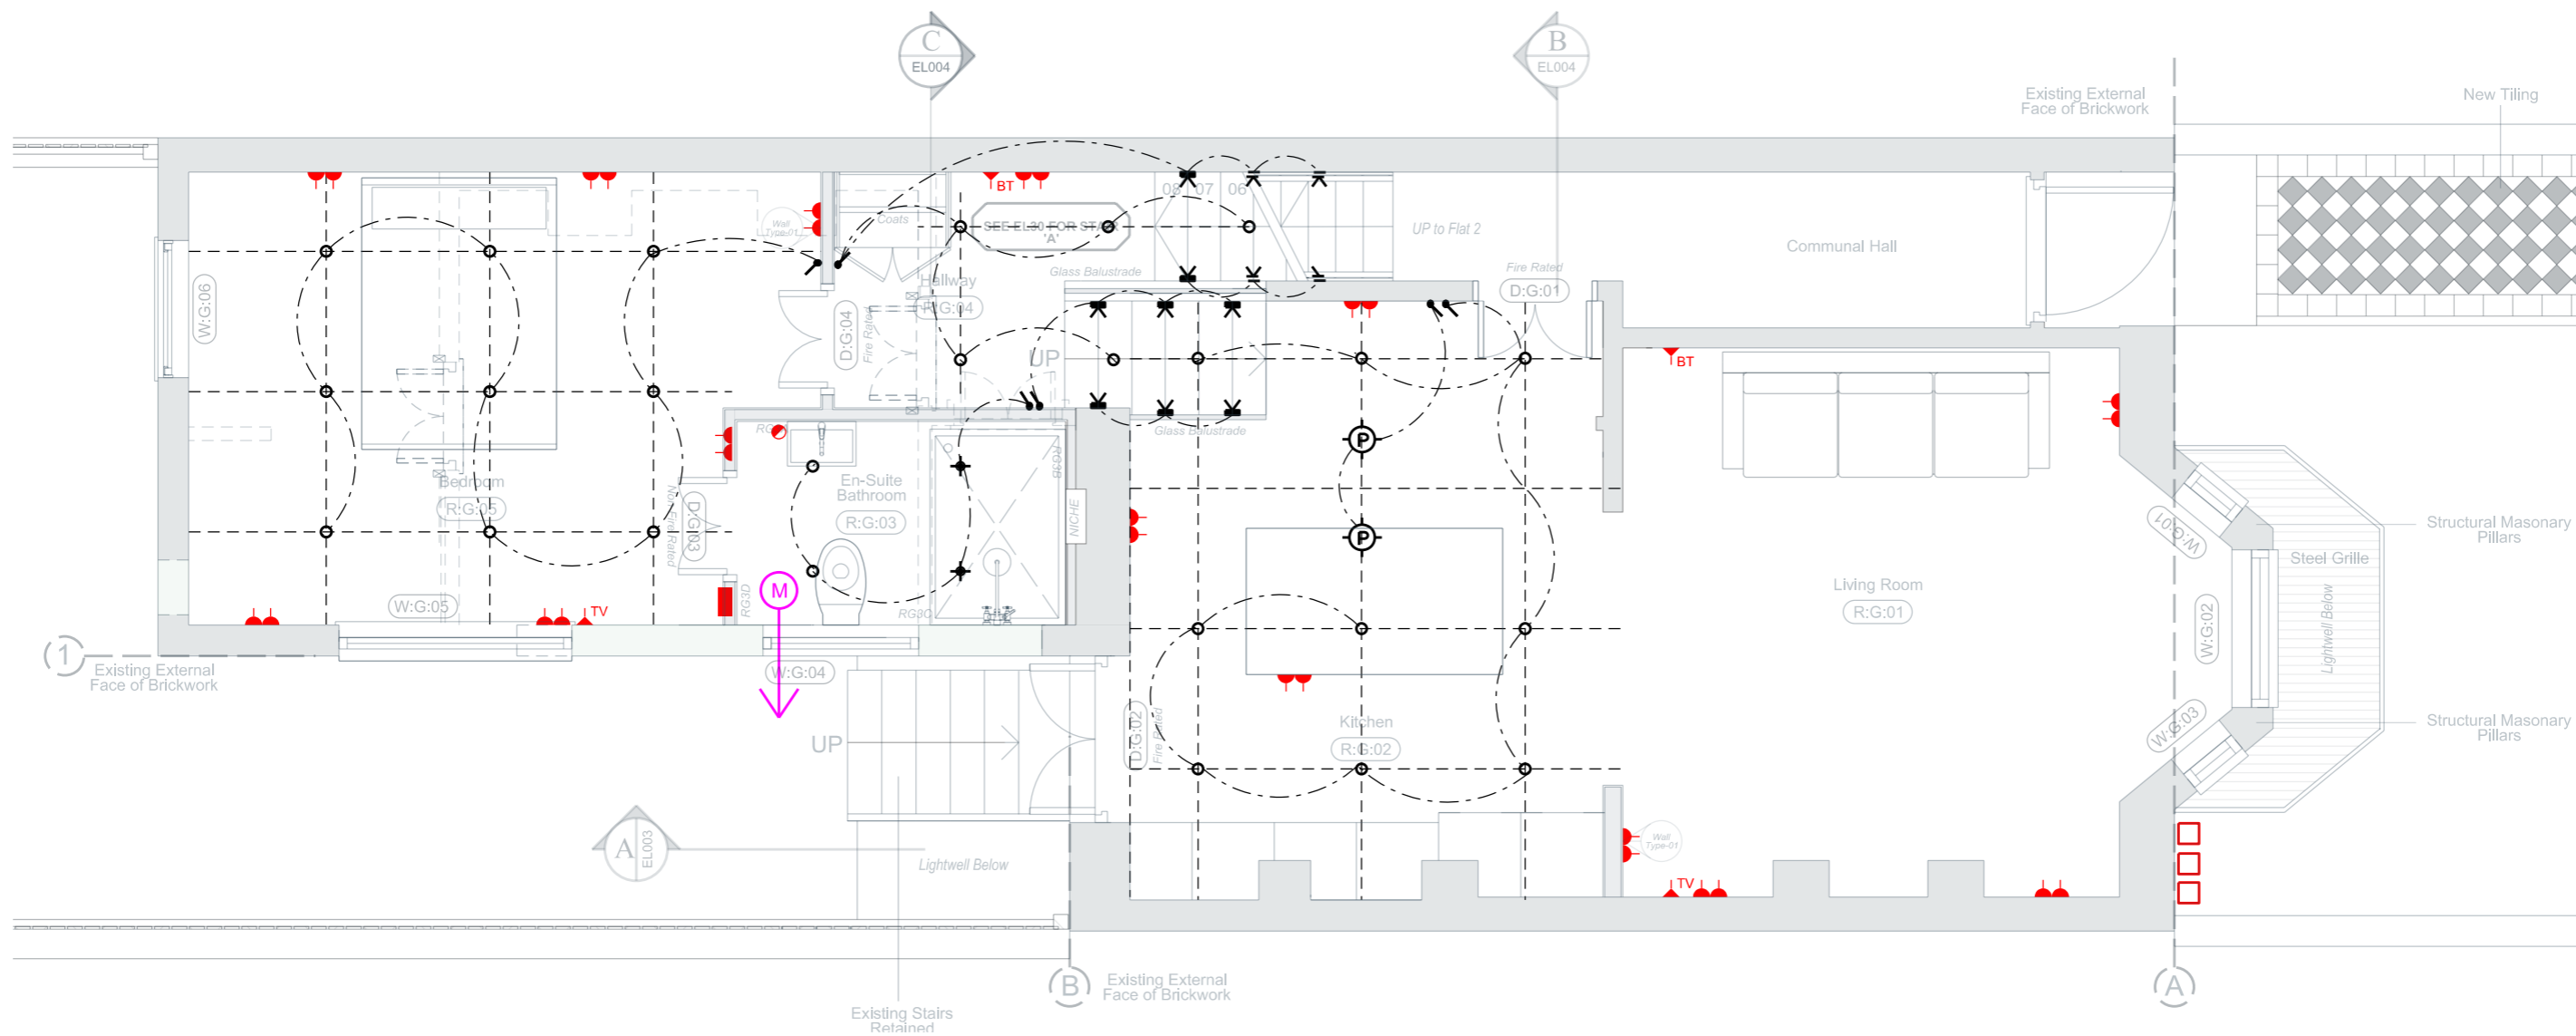 C
EL004
B
EL004
Existing External
Face of Brickwork
New Tiling
BT
08
07
06
Coats
Wall
Type-01
SEE EL30 FOR STAIR
'A'
UP to Flat 2
Communal Hall
Glass Balustrade
Fire Rated
D:G:01
Hallway
R:G:04
W:G:06
D:G:04
Fire Rated
UP
BT
Glass Balustrade
P
En-Suite
Bathroom
R:G:03
RG3B
NICHE
Bedroom
R:G:05
D:G:03
Non Fire Rated
P
W:G:01
Structural Masonary
Pillars
Steel Grille
Living Room
R:G:01
Lightwell Below
W:G:02
M
RG3D
RG3C
W:G:05
TV
1
Existing External
Face of Brickwork
W:G:04
UP
D:G:02
Fire Rated
Kitchen
R:G:02
W:G:03
Structural Masonary
Pillars
A
EL003
Lightwell Below
Wall
Type-01
TV
B
Existing External
Face of Brickwork
A
Existing Stairs
Retained